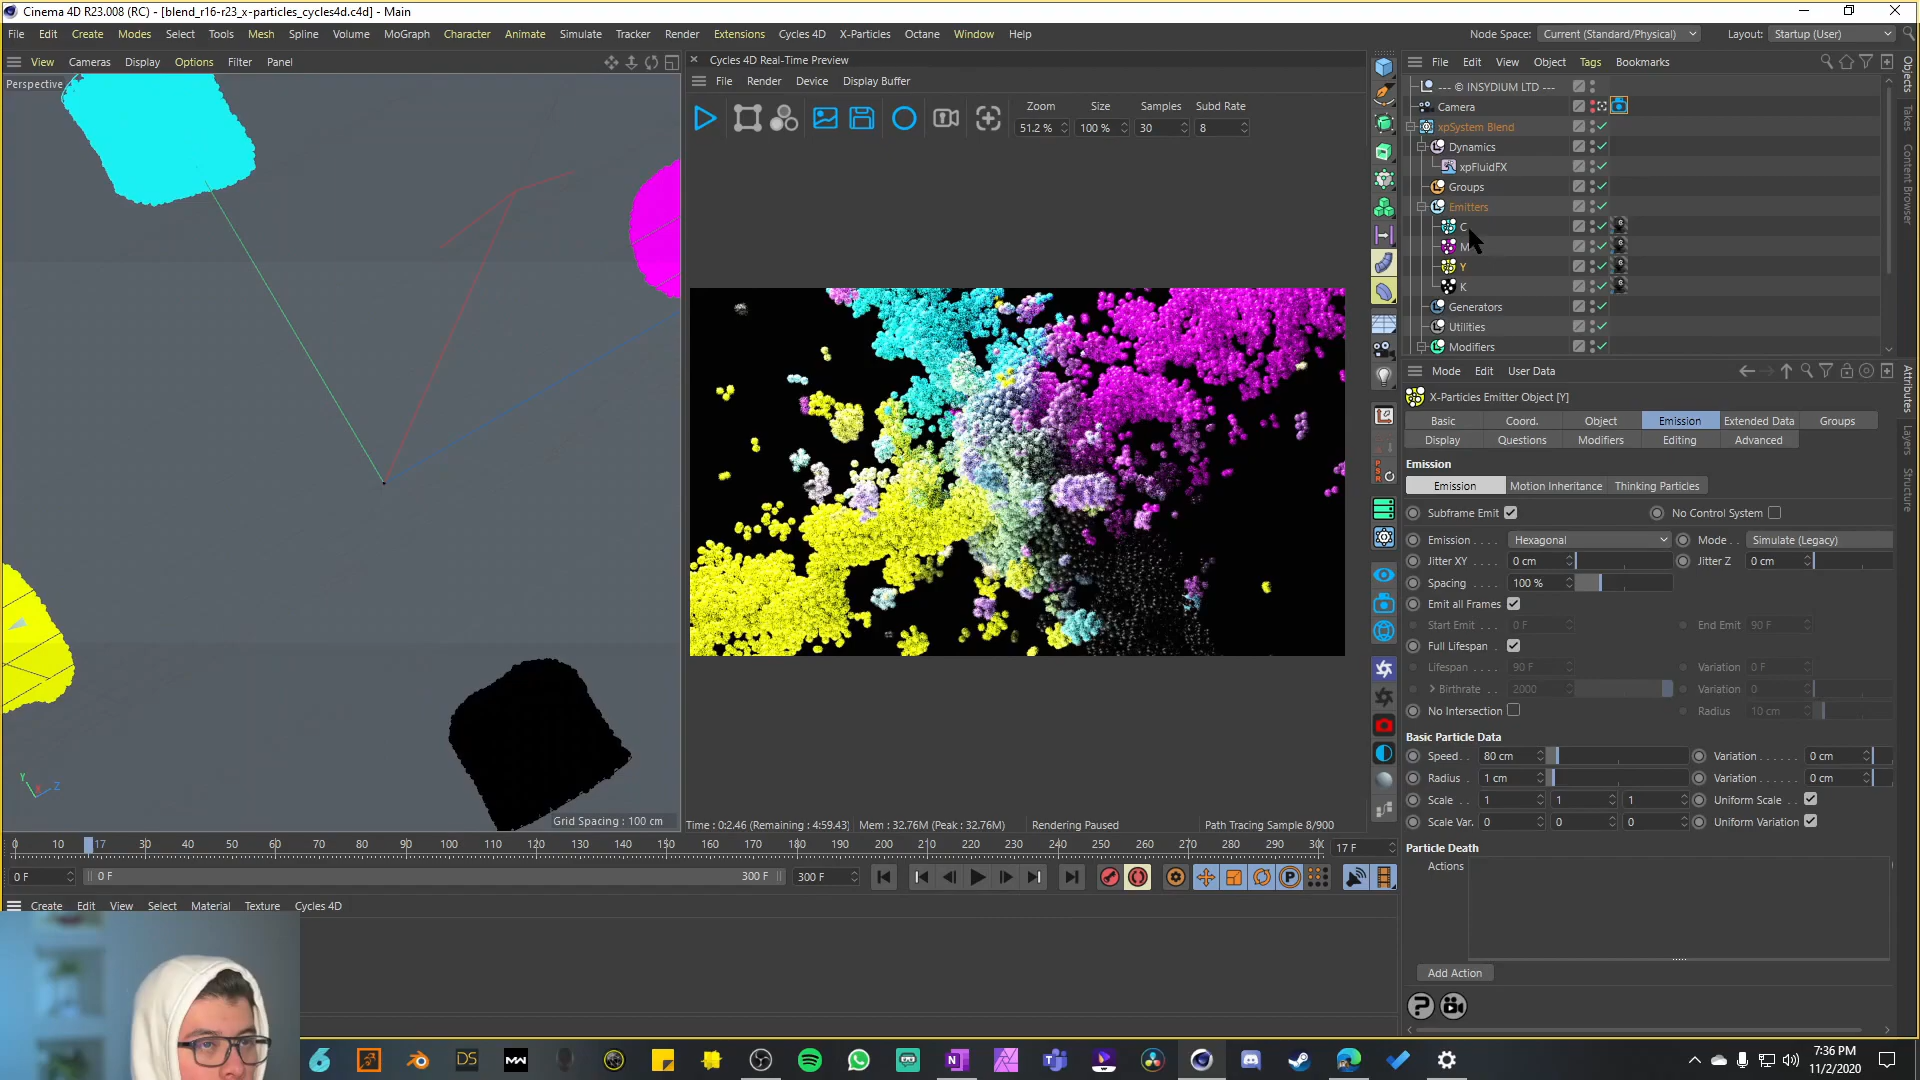 Cinema 4D R23.008 (RC) - [blend_r16-r23_x-particles_cycles4d.c4d] - Main
File Edit Create Modes Select Tools Mesh Spline Volume MoGraph Character Animate Simulate Tracker Render Extensions Cycles 4D X-Particles Octane Window Help Node Space: Current (Standard/Physical) Layout: Startup (User)
View Cameras Display Options Filter Panel
Perspective
Grid Spacing : 100 cm
Y
X
Z
Cycles 4D Real-Time Preview
File Render Device Display Buffer
Zoom Size Samples Subd Rate
51.2 % 100 % 30 8
Time : 0:2.46 (Remaining : 4:59.43) Mem : 32.76M (Peak : 32.76M) Rendering Paused Path Tracing Sample 8/900
File Edit View Object Tags Bookmarks
--- © INSYDIUM LTD ---
Camera
xpSystem Blend
Dynamics
xpFluidFX
Groups
Emitters
C
M
Y
K
Generators
Utilities
Modifiers
Objects
Takes
Content Browser
Mode Edit User Data
X-Particles Emitter Object [Y]
Basic Coord. Object Emission Extended Data Groups
Display Questions Modifiers Editing Advanced
Emission
Emission Motion Inheritance Thinking Particles
Subframe Emit No Control System
Emission . . . . Hexagonal Mode . . Simulate (Legacy)
Jitter XY . . . . 0 cm Jitter Z 0 cm
Spacing . . . . 100 %
Emit all Frames
Start Emit . . . 0 F End Emit 90 F
Full Lifespan .
Lifespan . . . . 90 F Variation 0 F
Birthrate . . 2000 Variation 0
No Intersection Radius 10 cm
Basic Particle Data
Speed. . 80 cm Variation . . . . . . 0 cm
Radius . 1 cm Variation . . . . . . 0 cm
Scale . . 1 1 1 Uniform Scale .
Scale Var. 0 0 0 Uniform Variation
Particle Death
Actions
Add Action
Attributes
Layers
Structure
0 10 17 30 40 50 60 70 80 90 100 110 120 130 140 150 160 170 180 190 200 210 220 230 240 250 260 270 280 290 30 17 F
0 F 0 F 300 F 300 F
Create Edit View Select Material Texture Cycles 4D
DS
7:36 PM
11/2/2020